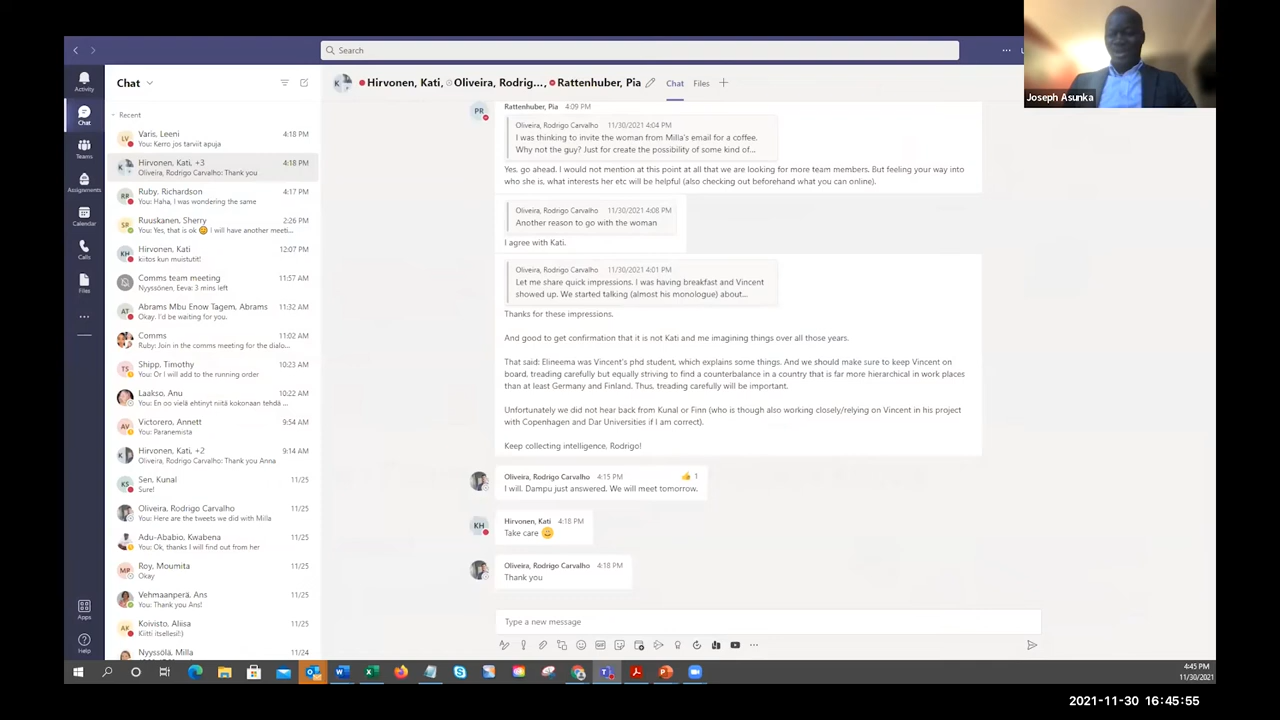 Search
Joseph Asunka
Activity
Chat
Teams
Assignments
Calendar
Calls
Files
Apps
Help
Chat
Recent
Varis, Leeni 4:18 PM
You: Kerro jos tarviit apuja
Hirvonen, Kati, +3 4:18 PM
Oliveira, Rodrigo Carvalho: Thank you
Ruby, Richardson 4:17 PM
You: Haha, I was wondering the same
Ruuskanen, Sherry 2:26 PM
You: Yes, that is ok 😊 I will have another meeti...
Hirvonen, Kati 12:07 PM
kiitos kun muistutit!
Comms team meeting 11:57 AM
Nyyssönen, Eeva: 3 mins left
Abrams Mbu Enow Tagem, Abrams 11:32 AM
Okay. I'd be waiting for you.
Comms 11:02 AM
Ruby: Join in the comms meeting for the dialo...
Shipp, Timothy 10:23 AM
You: Or I will add to the running order
Laakso, Anu 10:22 AM
You: En oo vielä ehtinyt niitä kokonaan tehdä ...
Victorero, Annett 9:54 AM
You: Paranemista
Hirvonen, Kati, +2 9:14 AM
Oliveira, Rodrigo Carvalho: Thank you Anna
Sen, Kunal 11/25
Sure!
Oliveira, Rodrigo Carvalho 11/25
You: Here are the tweets we did with Milla
Adu-Ababio, Kwabena 11/25
You: Ok, thanks I will find out from her
Roy, Moumita 11/25
Okay
Vehmaanperä, Ans 11/25
You: Thank you Ans!
Koivisto, Aliisa 11/25
Kiitti itsellesi!:)
Nyyssölä, Milla 11/24
Hirvonen, Kati, Oliveira, Rodrig..., Rattenhuber, Pia Chat Files
PR Rattenhuber, Pia 4:09 PM
Oliveira, Rodrigo Carvalho 11/30/2021 4:04 PM
I was thinking to invite the woman from Milla's email for a coffee.
Why not the guy? Just for create the possibility of some kind of...
Yes, go ahead. I would not mention at this point at all that we are looking for more team members. But feeling your way into
who she is, what interests her etc will be helpful (also checking out beforehand what you can online).
Oliveira, Rodrigo Carvalho 11/30/2021 4:08 PM
Another reason to go with the woman
I agree with Kati.
Oliveira, Rodrigo Carvalho 11/30/2021 4:01 PM
Let me share quick impressions. I was having breakfast and Vincent
showed up. We started talking (almost his monologue) about...
Thanks for these impressions.
And good to get confirmation that it is not Kati and me imagining things over all those years.
That said: Elineema was Vincent's phd student, which explains some things. And we should make sure to keep Vincent on
board, treading carefully but equally striving to find a counterbalance in a country that is far more hierarchical in work places
than at least Germany and Finland. Thus, treading carefully will be important.
Unfortunately we did not hear back from Kunal or Finn (who is though also working closely/relying on Vincent in his project
with Copenhagen and Dar Universities if I am correct).
Keep collecting intelligence, Rodrigo!
Oliveira, Rodrigo Carvalho 4:15 PM 👍 1
I will. Dampu just answered. We will meet tomorrow.
KH Hirvonen, Kati 4:18 PM
Take care 😀
Oliveira, Rodrigo Carvalho 4:18 PM
Thank you
Type a new message
4:45 PM
11/30/2021
2021-11-30 16:45:55